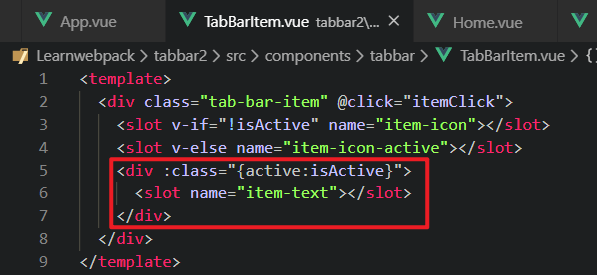 App.vue TabBarItem.vue tabbar2\... Home.vue
Learnwebpack > tabbar2 > src > components > tabbar > TabBarItem.vue > {}
1 <template>
2 <div class="tab-bar-item" @click="itemClick">
3 <slot v-if="!isActive" name="item-icon"></slot>
4 <slot v-else name="item-icon-active"></slot>
5 <div :class="{active:isActive}">
6 <slot name="item-text"></slot>
7 </div>
8 </div>
9 </template>